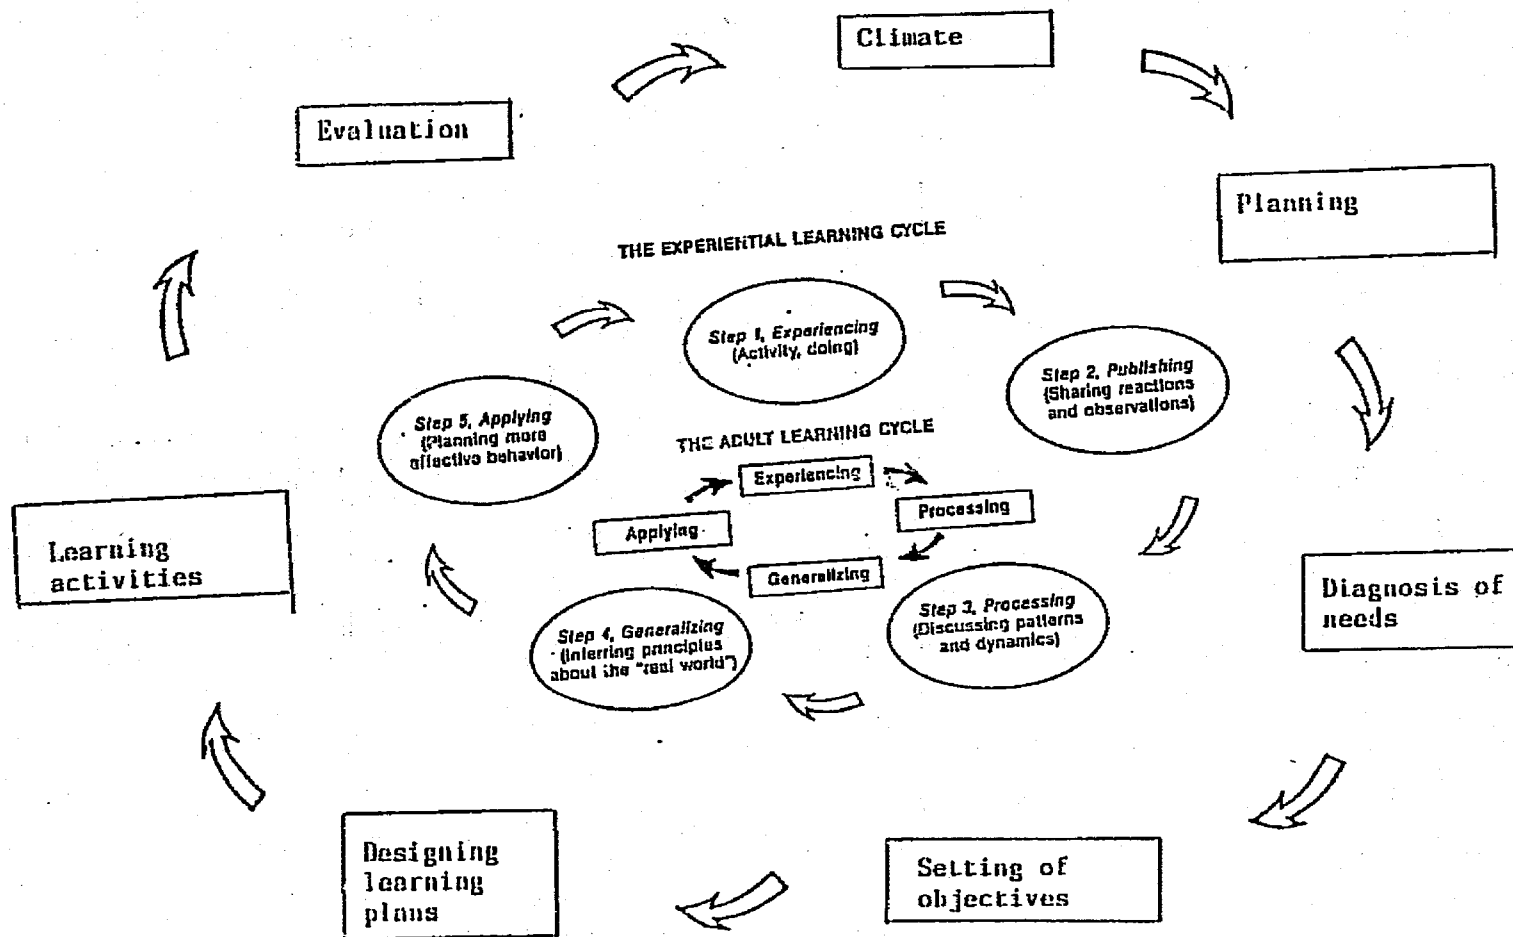 Climate
Evaluation
Planning
THE EXPERIENTIAL LEARNING CYCLE
Step 1, Experiencing
(Activity, doing)
Step 2, Publishing
(Sharing reactions
and observations)
Step 5, Applying
(Planning more
effective behavior)
THE ADULT LEARNING CYCLE
Experiencing
Processing
Applying
Generalizing
Learning
activities
Diagnosis of
needs
Step 3, Processing
(Discussing patterns
and dynamics)
Step 4, Generalizing
(Inferring principles
about the "real world")
Designing
learning
plans
Setting of
objectives